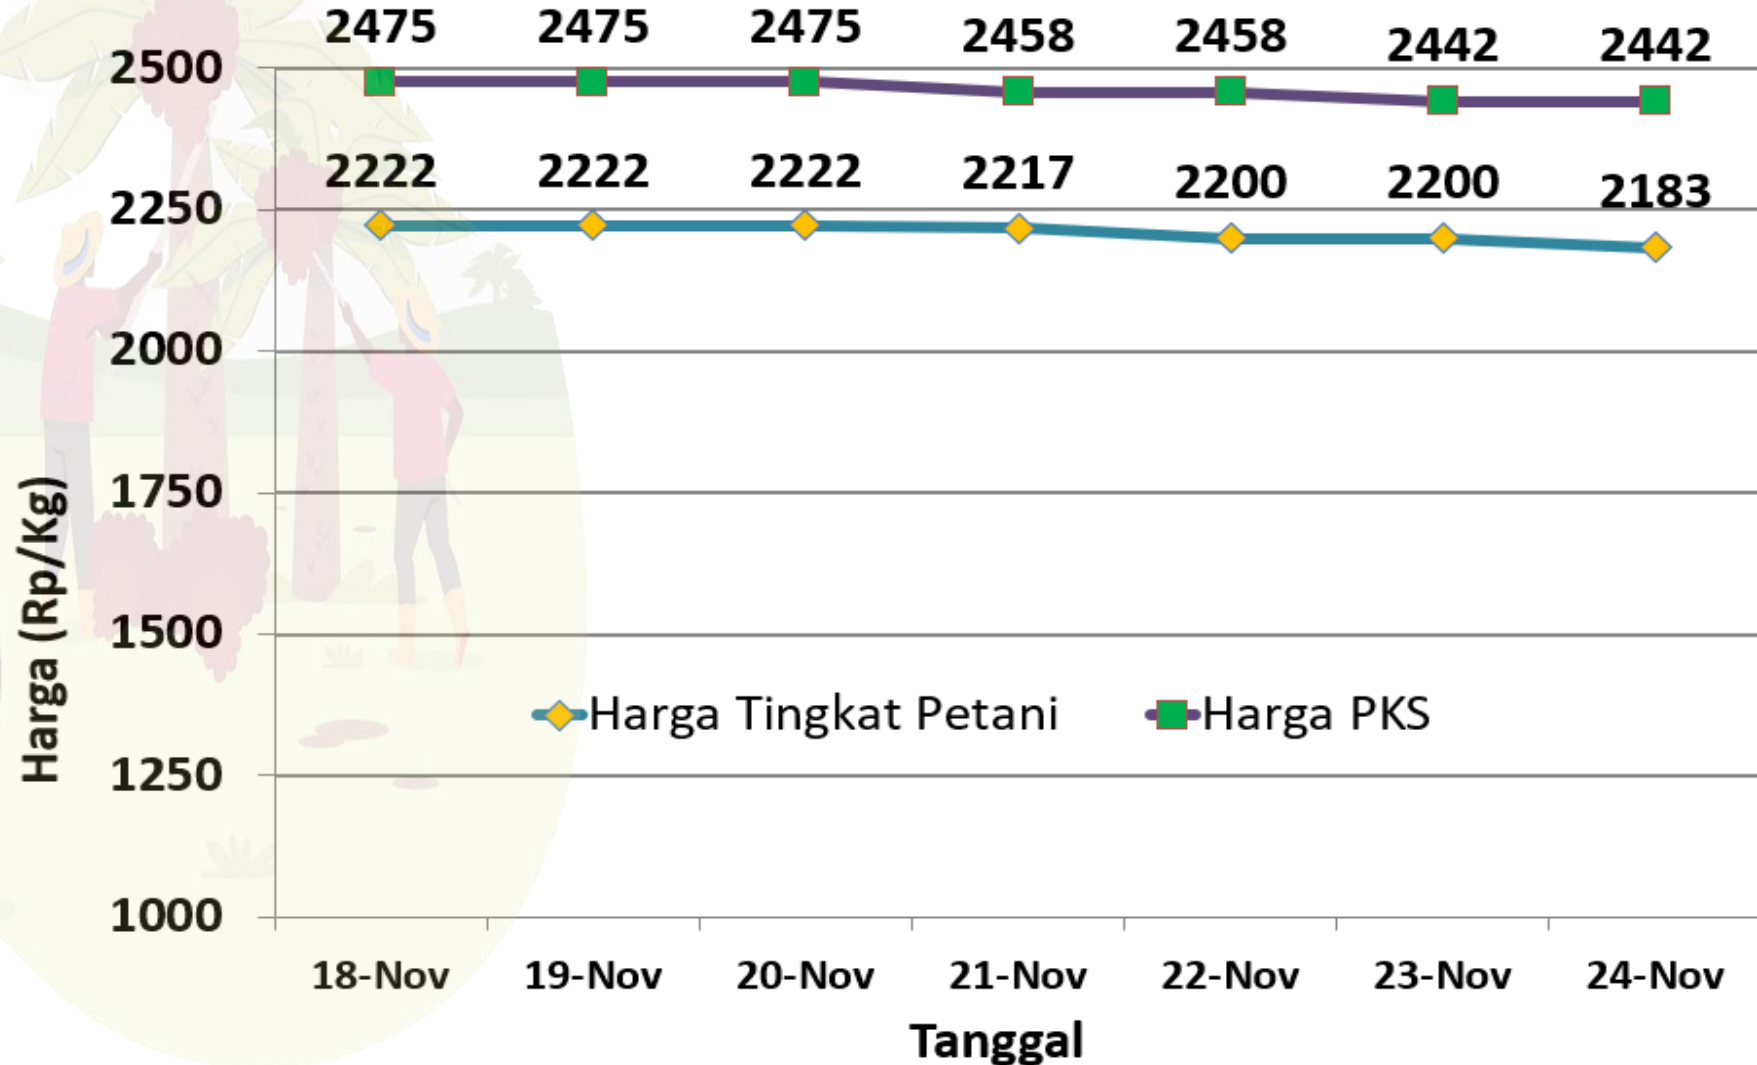 2475 2475 2475 2458 2458 2442 2442
2500
2222 2222 2222 2217 2200 2200 2183
2250
2000
1750
1500
1250
1000
Harga (Rp/Kg)
Harga Tingkat Petani Harga PKS
18-Nov 19-Nov 20-Nov 21-Nov 22-Nov 23-Nov 24-Nov
Tanggal